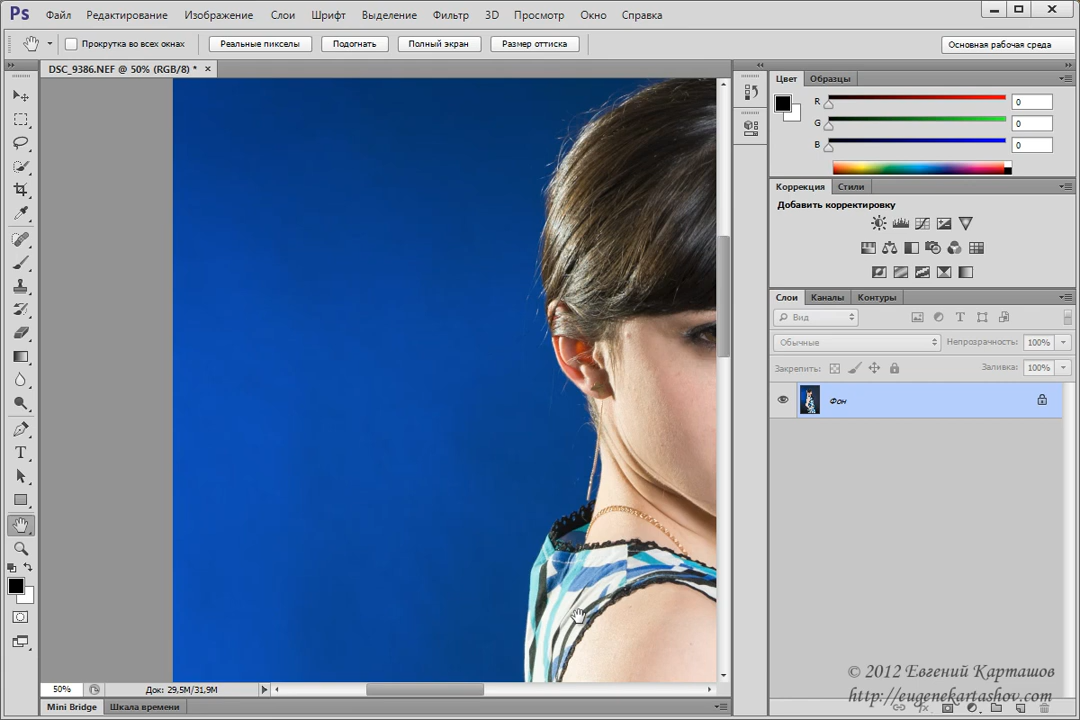 Ps Файл Редактирование Изображение Слои Шрифт Выделение Фильтр 3D Просмотр Окно Справка
Прокрутка во всех окнах Реальные пикселы Подогнать Полный экран Размер оттиска Основная рабочая среда
DSC_9386.NEF @ 50% (RGB/8) * ×
Цвет Образцы
R 0
G 0
B 0
Коррекция Стили
Добавить корректировку
Слои Каналы Контуры
Вид
Обычные Непрозрачность: 100%
Закрепить: Заливка: 100%
Фон
© 2012 Евгений Карташов
http://eugenekartashov.com
50% Док: 29,5M/31,9M
Mini Bridge Шкала времени